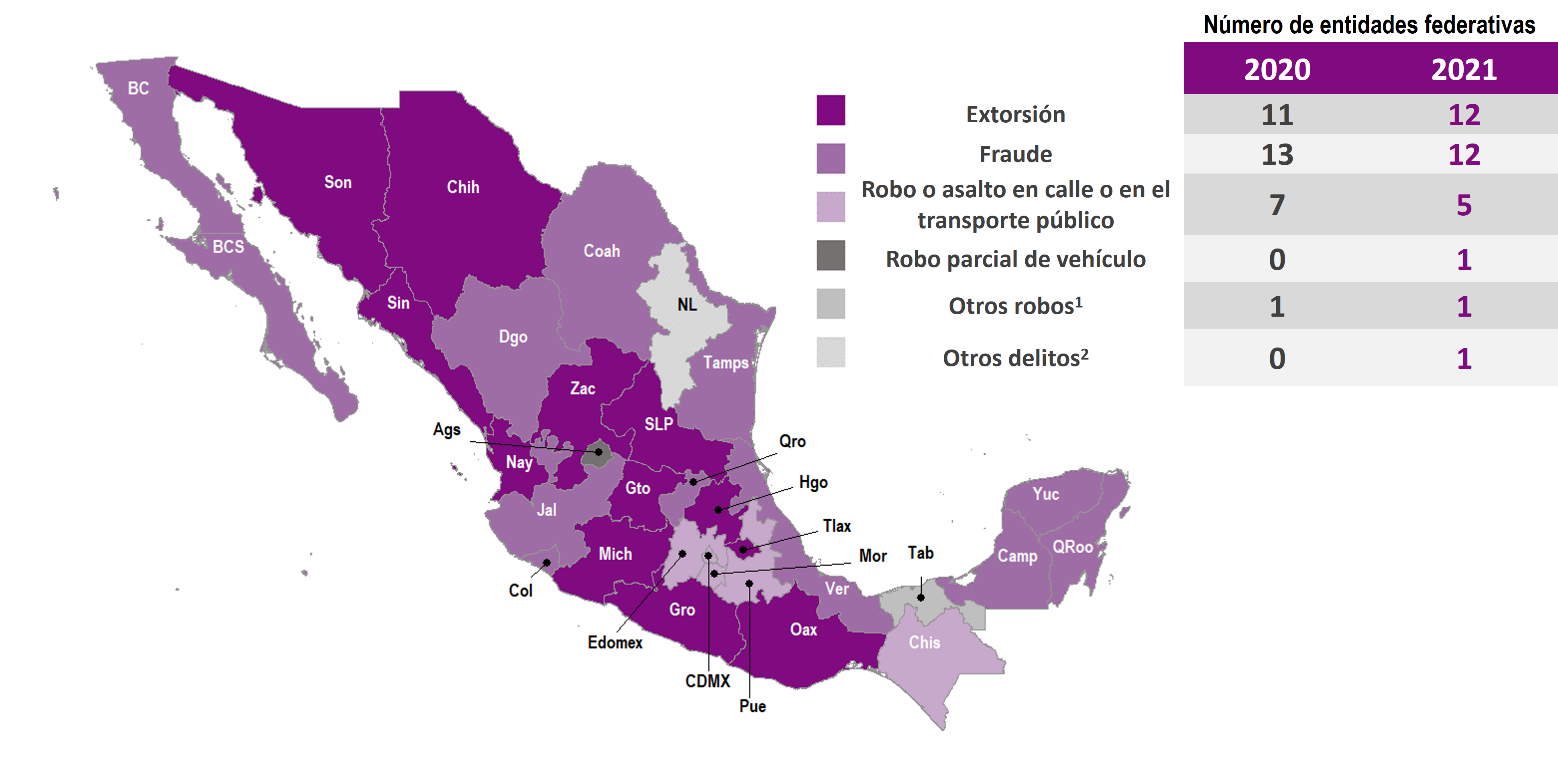 Número de entidades federativas
2020 2021
Extorsión 11 12
Fraude 13 12
Robo o asalto en calle o en el
transporte público 7 5
Robo parcial de vehículo 0 1
Otros robos¹ 1 1
Otros delitos² 0 1
BC
Son
Chih
BCS
Coah
Sin
NL
Dgo
Tamps
Zac
SLP
Ags
Qro
Nay
Gto
Hgo
Yuc
Jal
Tlax
Mich
Mor
Tab
Camp
QRoo
Col
Ver
Gro
Oax
Edomex
Chis
CDMX
Pue